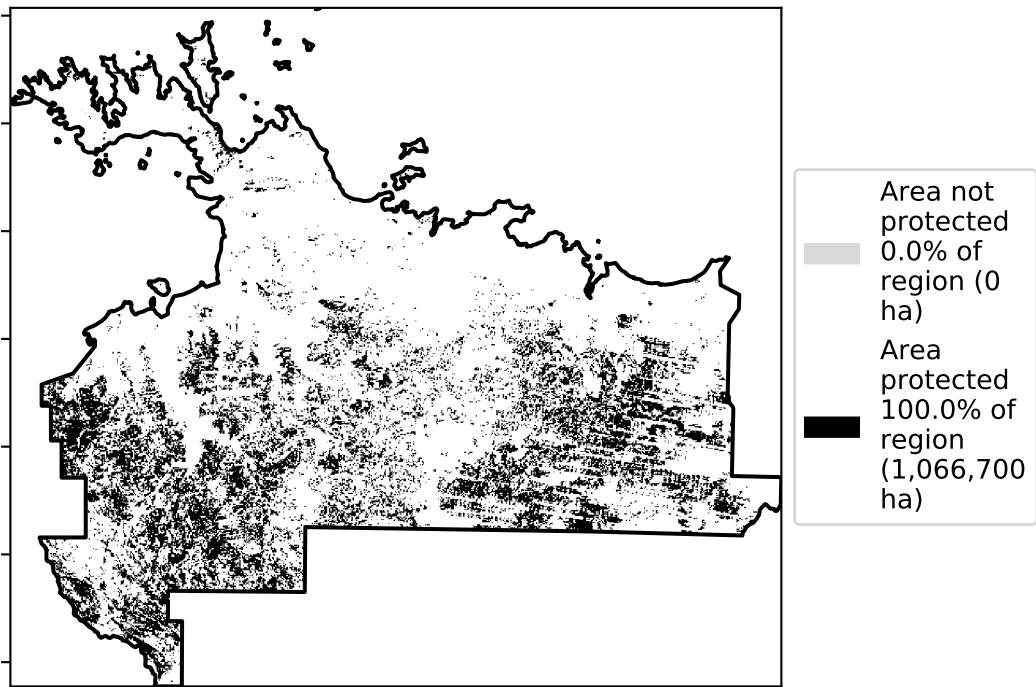 Area not
protected
0.0% of
region (0
ha)
Area
protected
100.0% of
region
(1,066,700
ha)